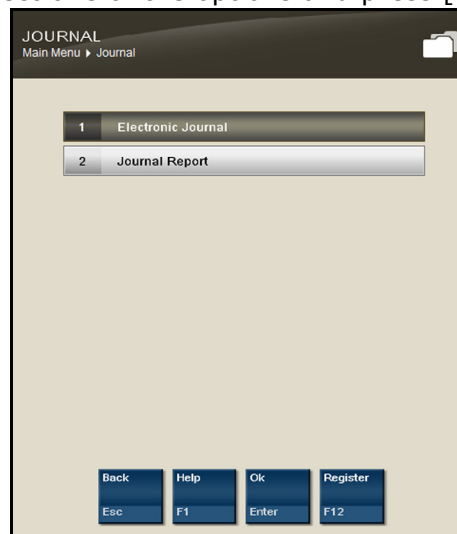 JOURNAL
Main Menu ▶ Journal
1 Electronic Journal
2 Journal Report
Back Help Ok Register
Esc F1 Enter F12